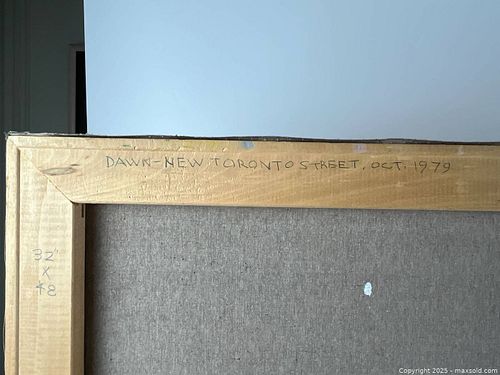 DAWN-NEW TORONTO STREET, OCT. 1979
32"
X
48
Copyright 2025 - maxsold.com